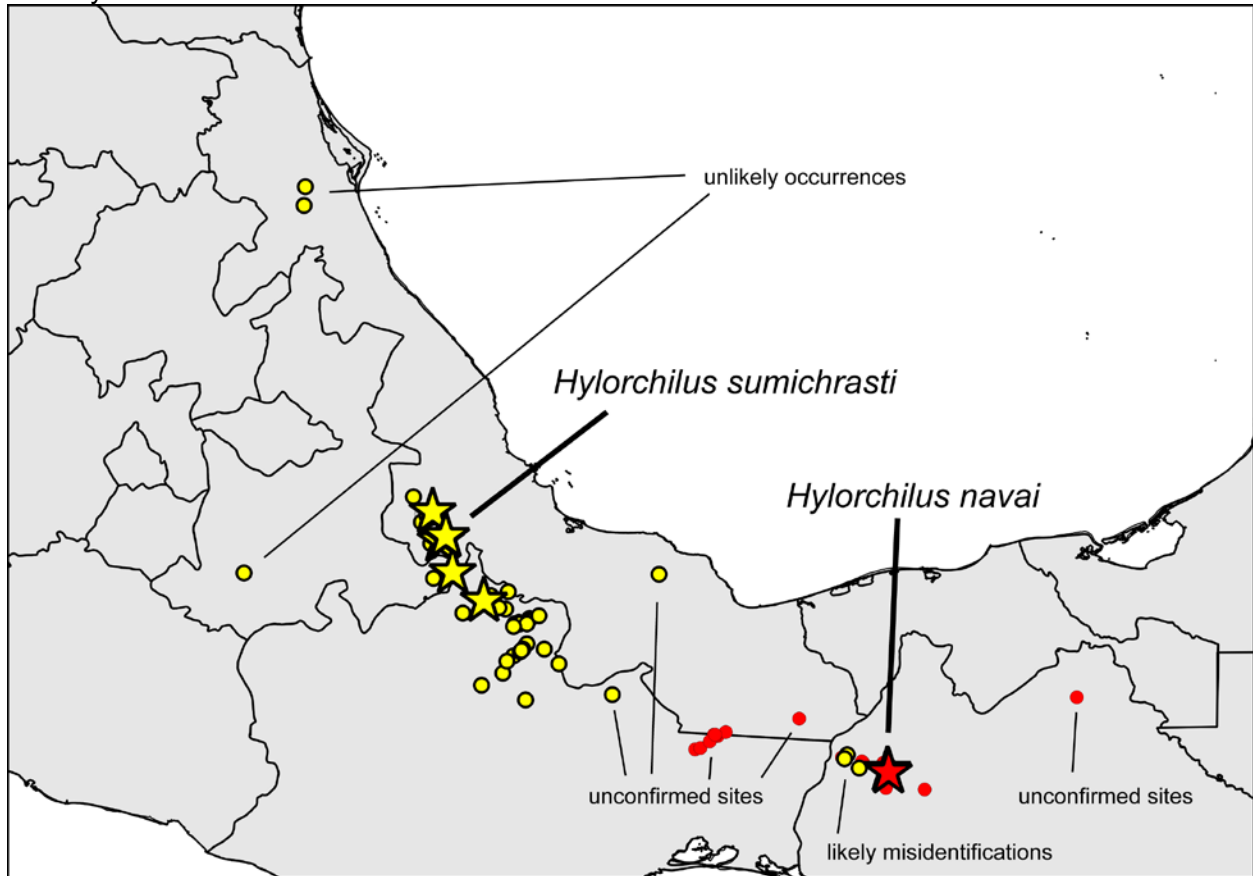 unlikely occurrences
Hylorchilus sumichrasti
Hylorchilus navai
unconfirmed sites
unconfirmed sites
likely misidentifications